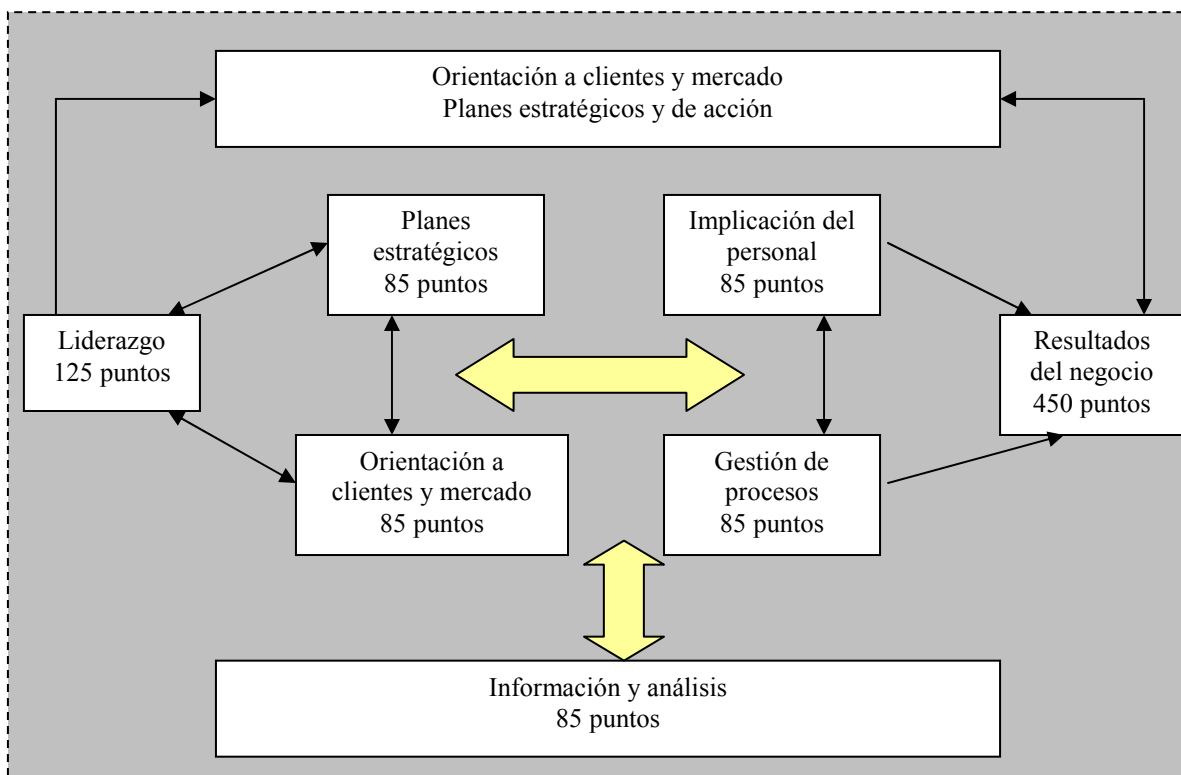 Orientación a clientes y mercado
Planes estratégicos y de acción
Planes
estratégicos
85 puntos
Implicación del
personal
85 puntos
Liderazgo
125 puntos
Resultados
del negocio
450 puntos
Orientación a
clientes y mercado
85 puntos
Gestión de
procesos
85 puntos
Información y análisis
85 puntos